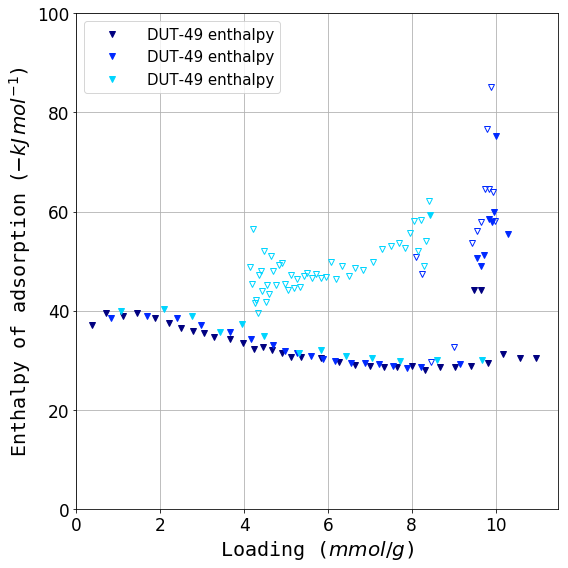 DUT-49 enthalpy
DUT-49 enthalpy
DUT-49 enthalpy
100
80
60
40
20
0
0 2 4 6 8 10
Enthalpy of adsorption (−kJ mol⁻¹)
Loading (mmol/g)